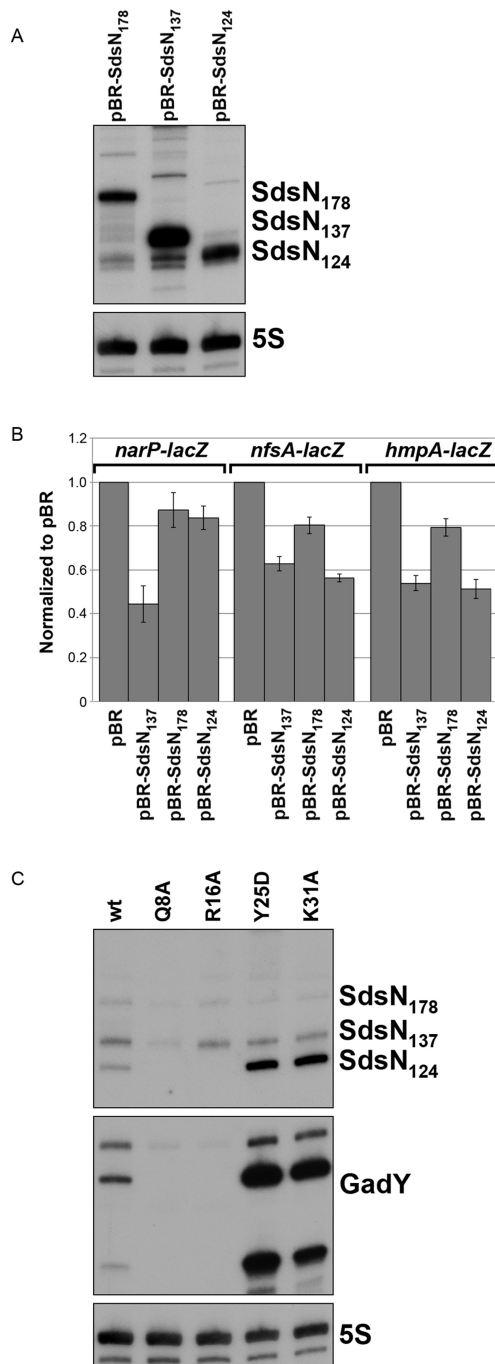 A
pBR-SdsN178
pBR-SdsN137
pBR-SdsN124
SdsN178
SdsN137
SdsN124
5S
B
Normalized to pBR
1.2
1
0.8
0.6
0.4
0.2
0
narP-lacZ
nfsA-lacZ
hmpA-lacZ
pBR
pBR-SdsN137
pBR-SdsN178
pBR-SdsN124
pBR
pBR-SdsN137
pBR-SdsN178
pBR-SdsN124
pBR
pBR-SdsN137
pBR-SdsN178
pBR-SdsN124
C
wt
Q8A
R16A
Y25D
K31A
SdsN178
SdsN137
SdsN124
GadY
5S